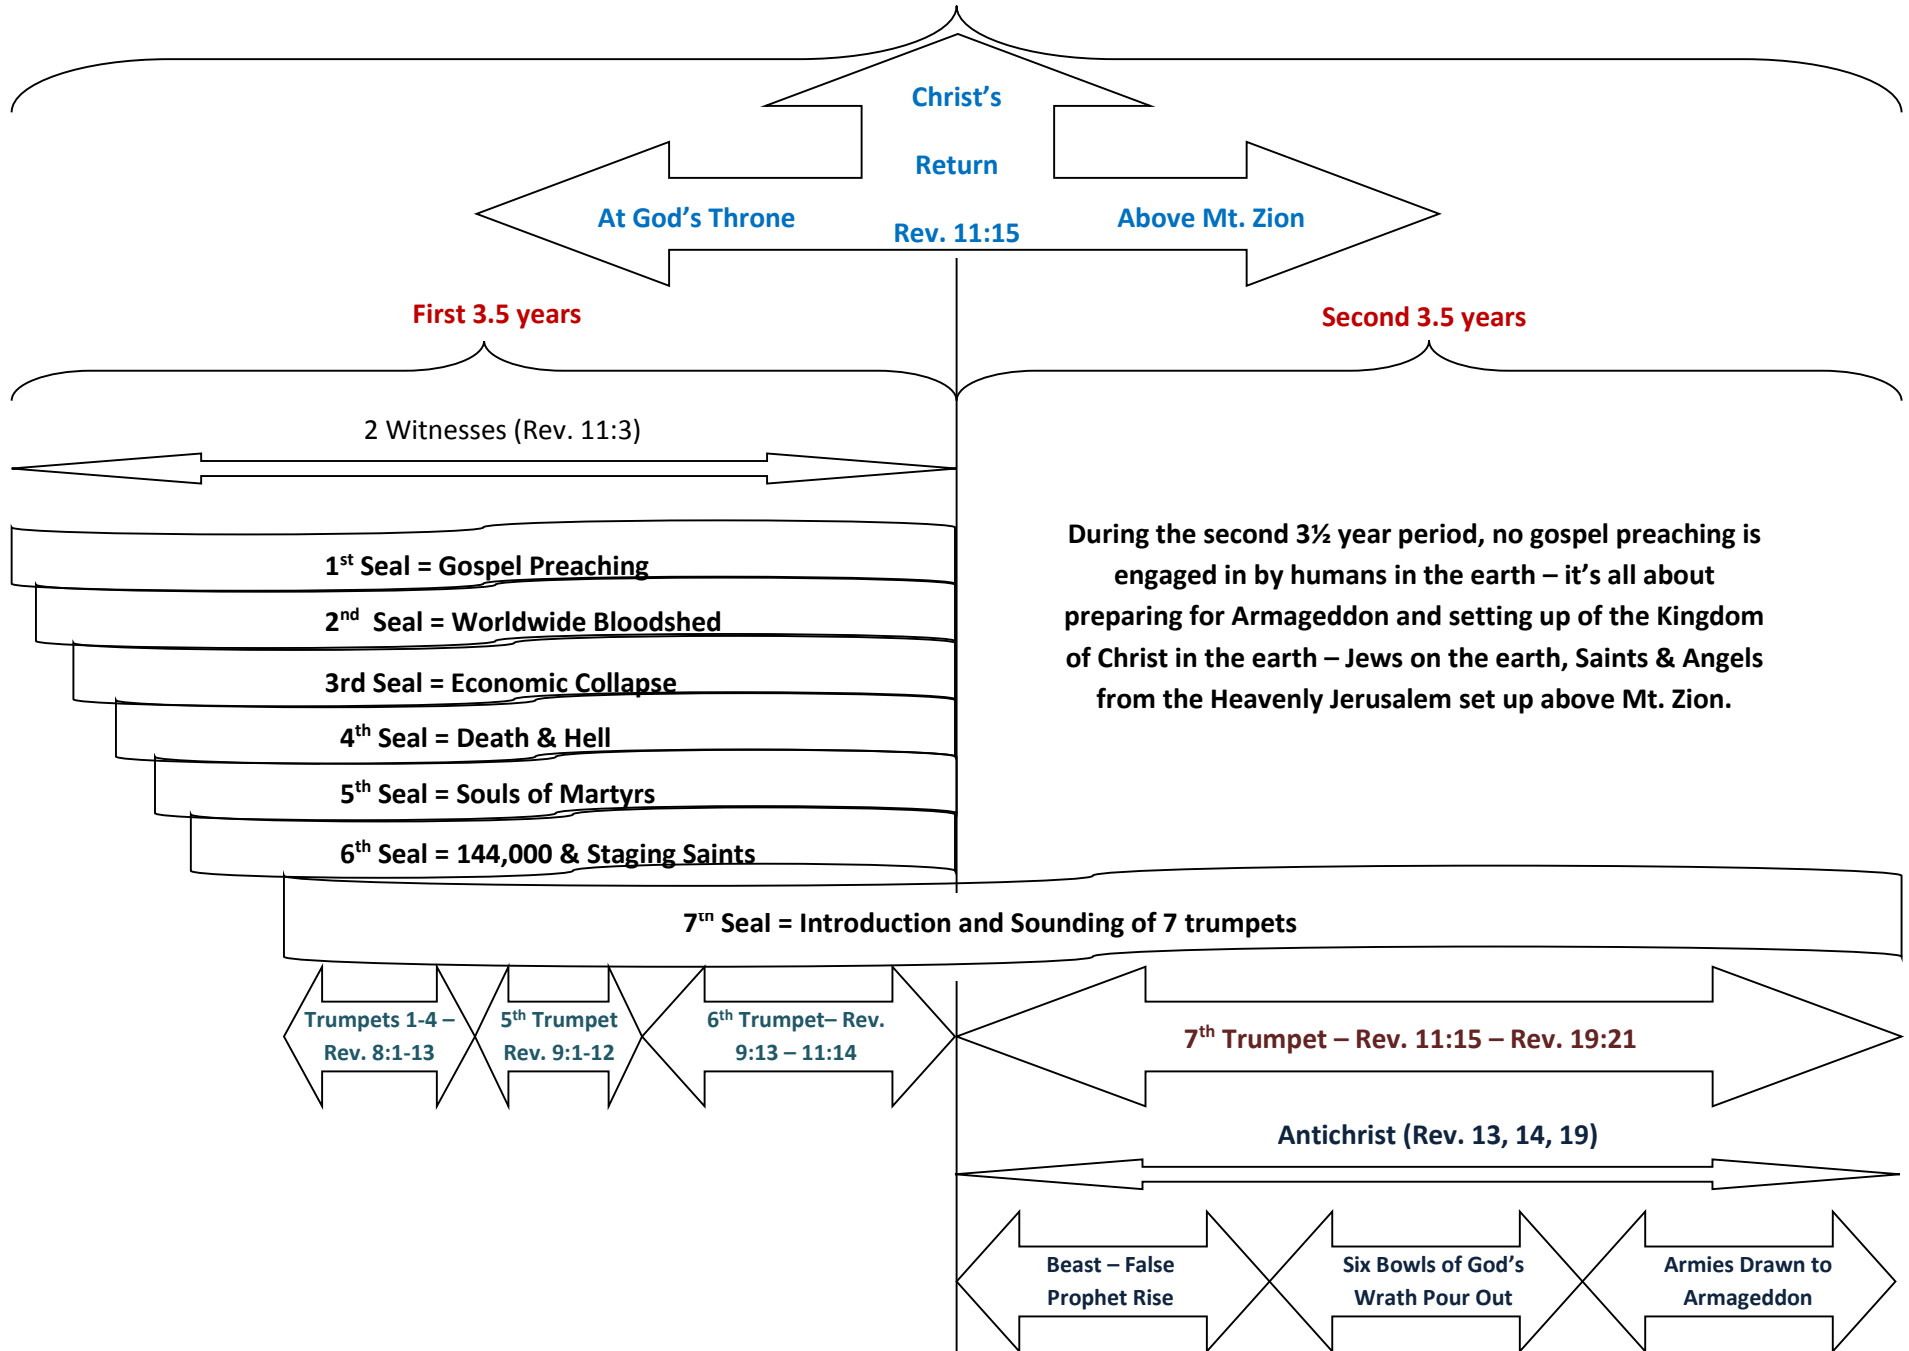 Christ’s
Return
At God’s Throne
Rev. 11:15
Above Mt. Zion
First 3.5 years
Second 3.5 years
2 Witnesses (Rev. 11:3)
1st Seal = Gospel Preaching
2nd Seal = Worldwide Bloodshed
3rd Seal = Economic Collapse
4th Seal = Death & Hell
5th Seal = Souls of Martyrs
6th Seal = 144,000 & Staging Saints
During the second 3½ year period, no gospel preaching is
engaged in by humans in the earth – it’s all about
preparing for Armageddon and setting up of the Kingdom
of Christ in the earth – Jews on the earth, Saints & Angels
from the Heavenly Jerusalem set up above Mt. Zion.
7th Seal = Introduction and Sounding of 7 trumpets
Trumpets 1-4 –
Rev. 8:1-13
5th Trumpet
Rev. 9:1-12
6th Trumpet– Rev.
9:13 – 11:14
7th Trumpet – Rev. 11:15 – Rev. 19:21
Antichrist (Rev. 13, 14, 19)
Beast – False
Prophet Rise
Six Bowls of God’s
Wrath Pour Out
Armies Drawn to
Armageddon